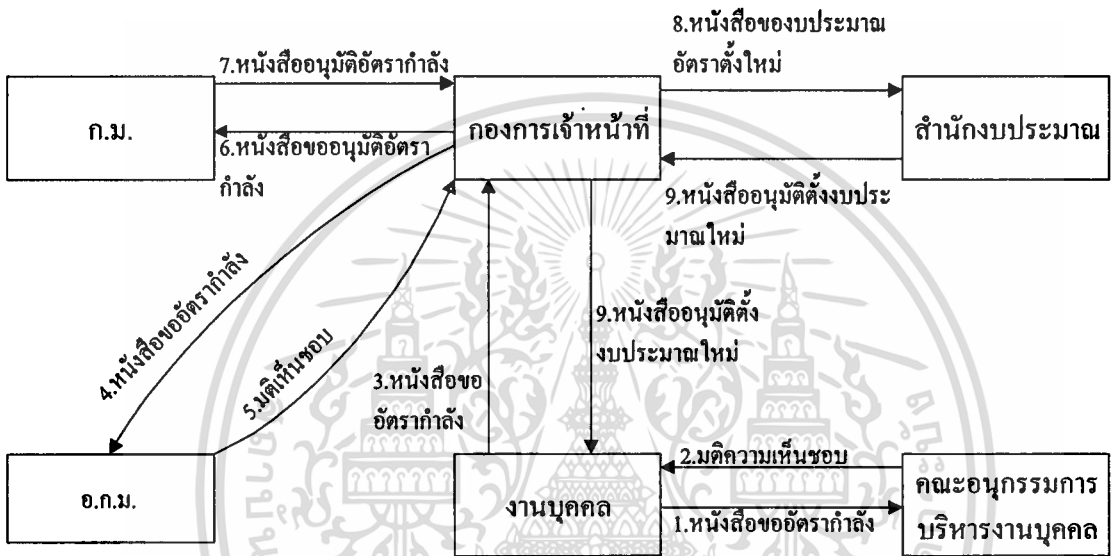 8.หนังสือของบประมาณ
อัตราตั้งใหม่
7.หนังสืออนุมัติอัตรากำลัง
ก.ม.
กองการเจ้าหน้าที่
สำนักงบประมาณ
6.หนังสือขออนุมัติอัตรา
กำลัง
9.หนังสืออนุมัติตั้งงบประ
มาณใหม่
4.หนังสือขออัตรากำลัง
5.มติเห็นชอบ
9.หนังสืออนุมัติตั้ง
งบประมาณใหม่
3.หนังสือขอ
อัตรากำลัง
2.มติความเห็นชอบ
อ.ก.ม.
งานบุคคล
คณะอนุกรรมการ
บริหารงานบุคคล
1.หนังสือขออัตรากำลัง